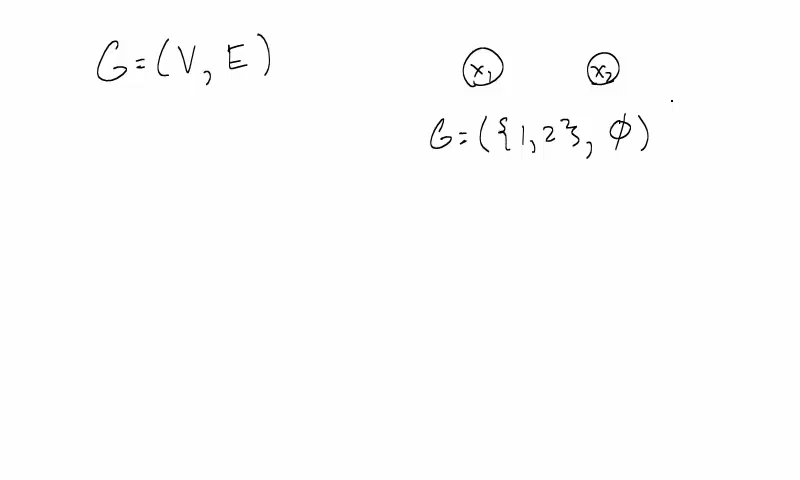 G=(V, E)
x₁ x₂
G=({1,2}, ϕ)